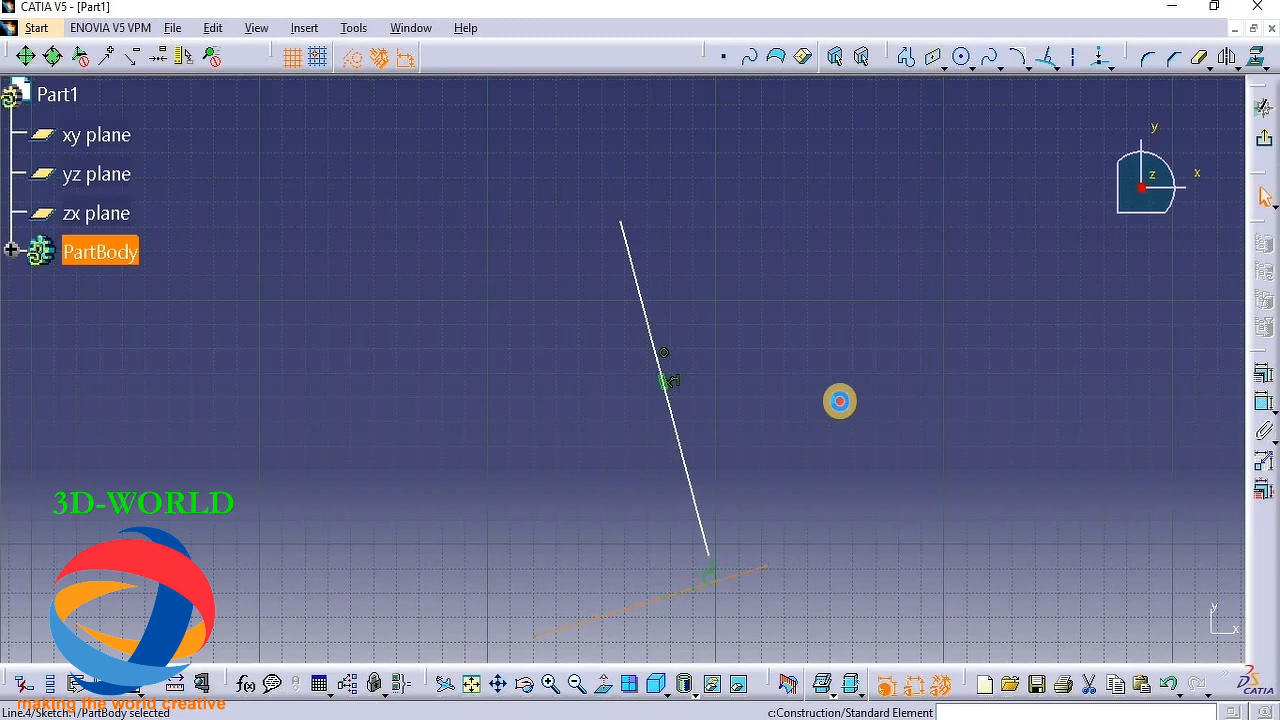 CATIA V5 - [Part1]
Start ENOVIA V5 VPM File Edit View Insert Tools Window Help
Part1
xy plane
yz plane
zx plane
PartBody
y
x
z
3D-WORLD
making the world creative
f(x)
y
x
CATIA
Line.4/Sketch.1/PartBody selected
c:Construction/Standard Element